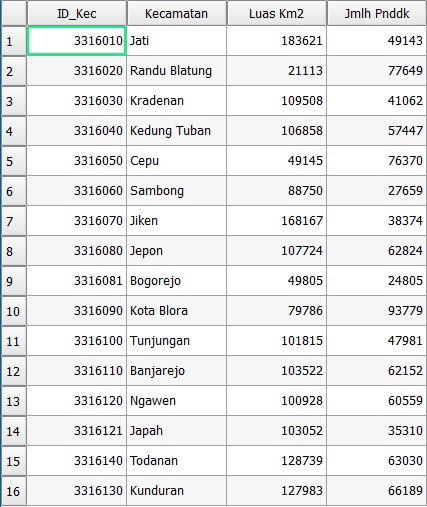 ID_Kec Kecamatan Luas Km2 Jmlh Pnddk
1 3316010 Jati 183621 49143
2 3316020 Randu Blatung 21113 77649
3 3316030 Kradenan 109508 41062
4 3316040 Kedung Tuban 106858 57447
5 3316050 Cepu 49145 76370
6 3316060 Sambong 88750 27659
7 3316070 Jiken 168167 38374
8 3316080 Jepon 107724 62824
9 3316081 Bogorejo 49805 24805
10 3316090 Kota Blora 79786 93779
11 3316100 Tunjungan 101815 47981
12 3316110 Banjarejo 103522 62152
13 3316120 Ngawen 100928 60559
14 3316121 Japah 103052 35310
15 3316140 Todanan 128739 63030
16 3316130 Kunduran 127983 66189